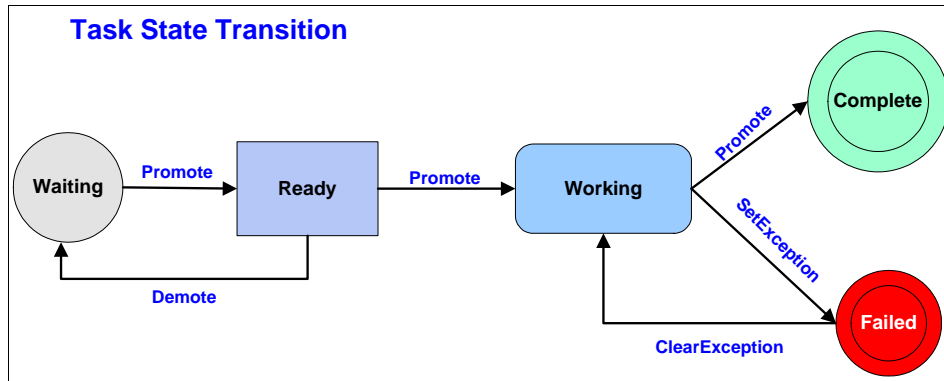 Task State Transition
Waiting
Promote
Ready
Demote
Promote
Working
Promote
Complete
SetException
Failed
ClearException